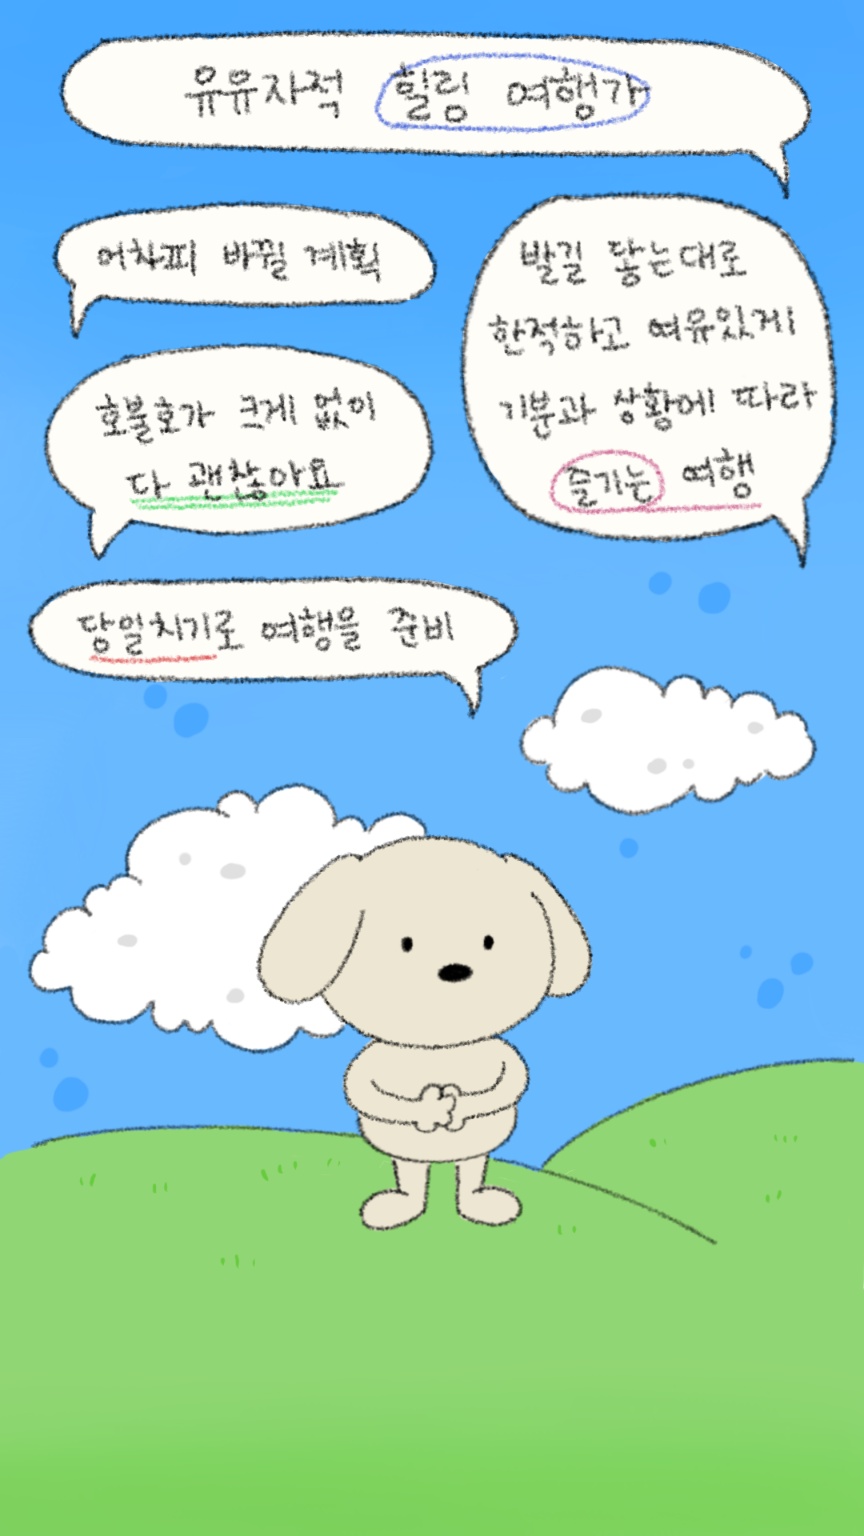 유유자적 힐링 여행가
어차피 바뀔 계획
호불호가 크게 없이
다 괜찮아요
발길 닿는대로
한적하고 여유있게
기분과 상황에 따라
즐기는 여행
당일치기로 여행을 준비